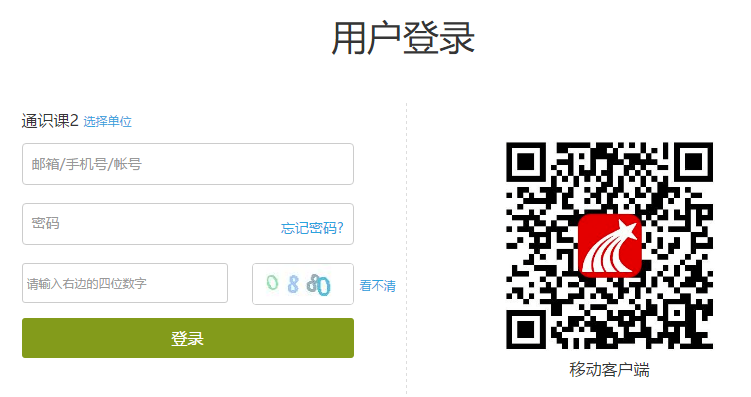 用户登录
通识课2 选择单位
邮箱/手机号/帐号
密码
忘记密码?
请输入右边的四位数字
0880
看不清
登录
移动客户端